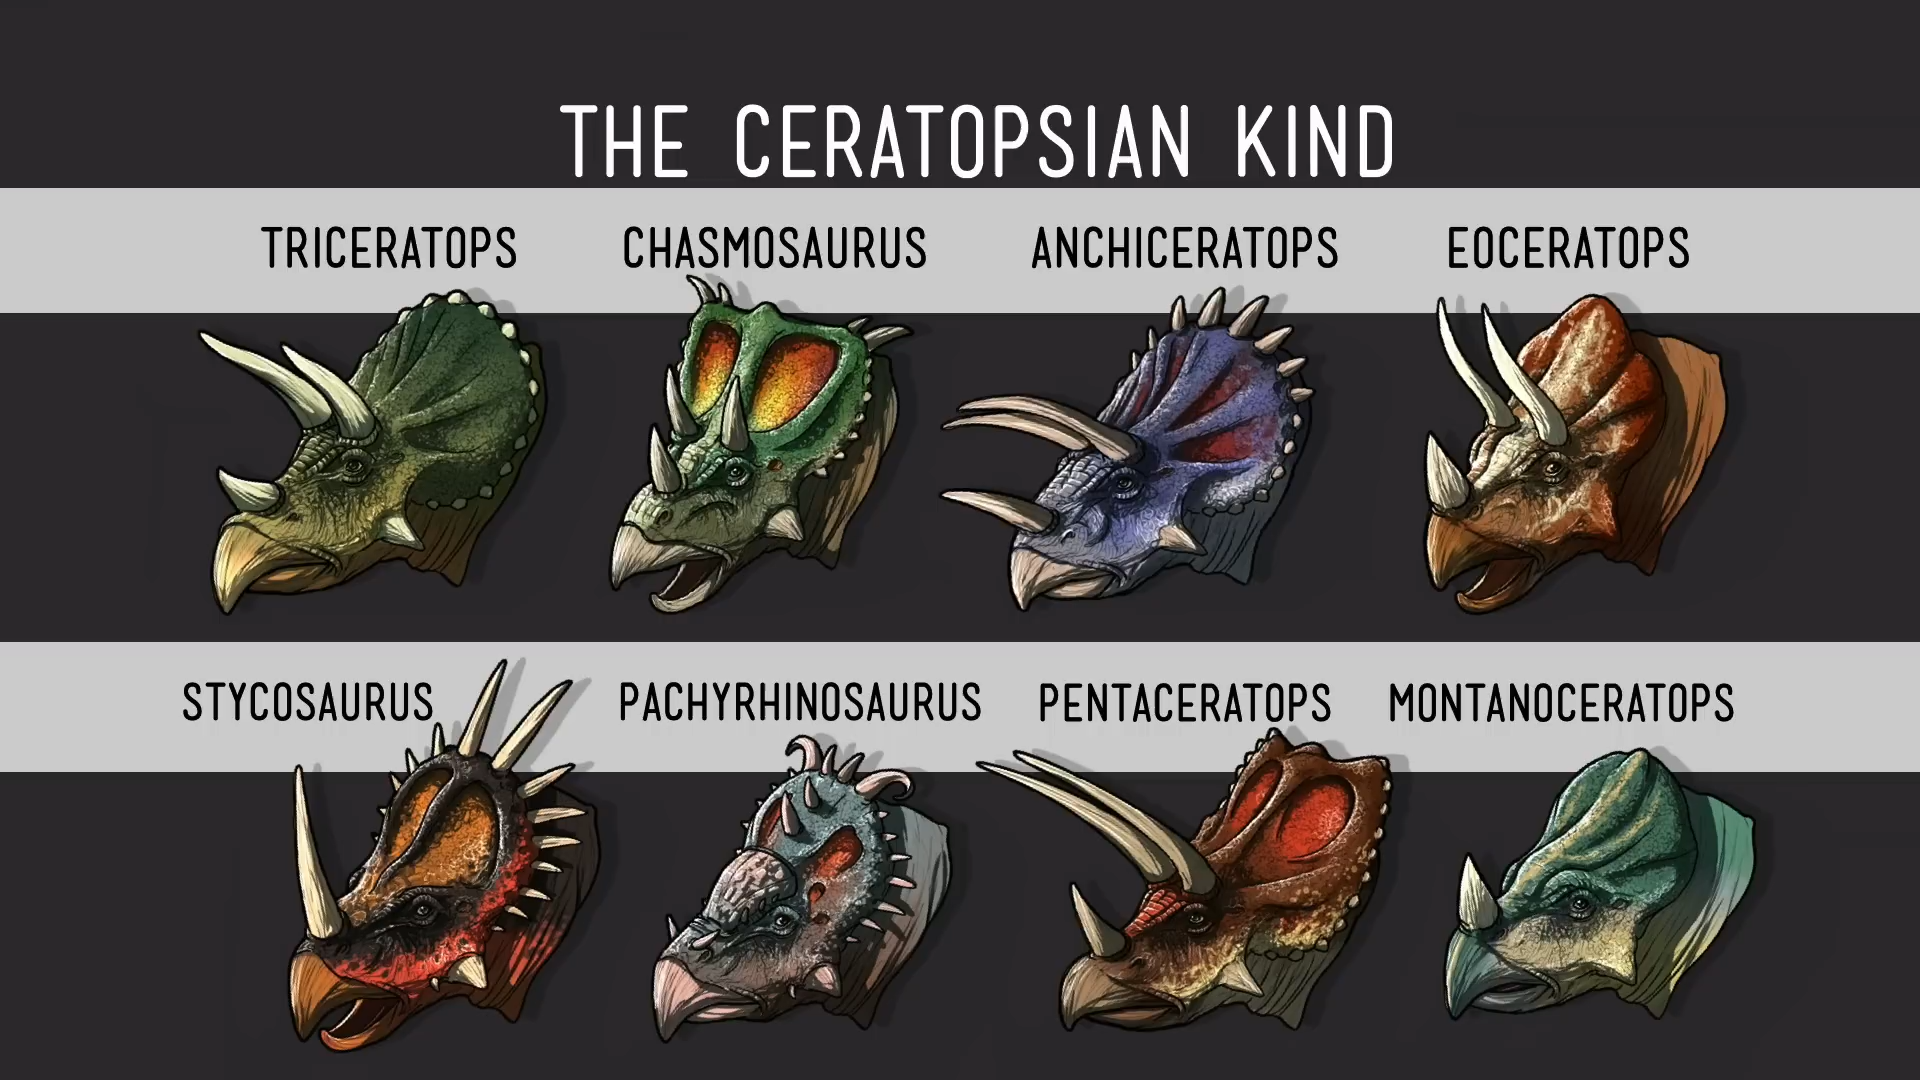 THE CERATOPSIAN KIND
TRICERATOPS CHASMOSAURUS ANCHICERATOPS EOCERATOPS
STYCOSAURUS PACHYRHINOSAURUS PENTACERATOPS MONTANOCERATOPS